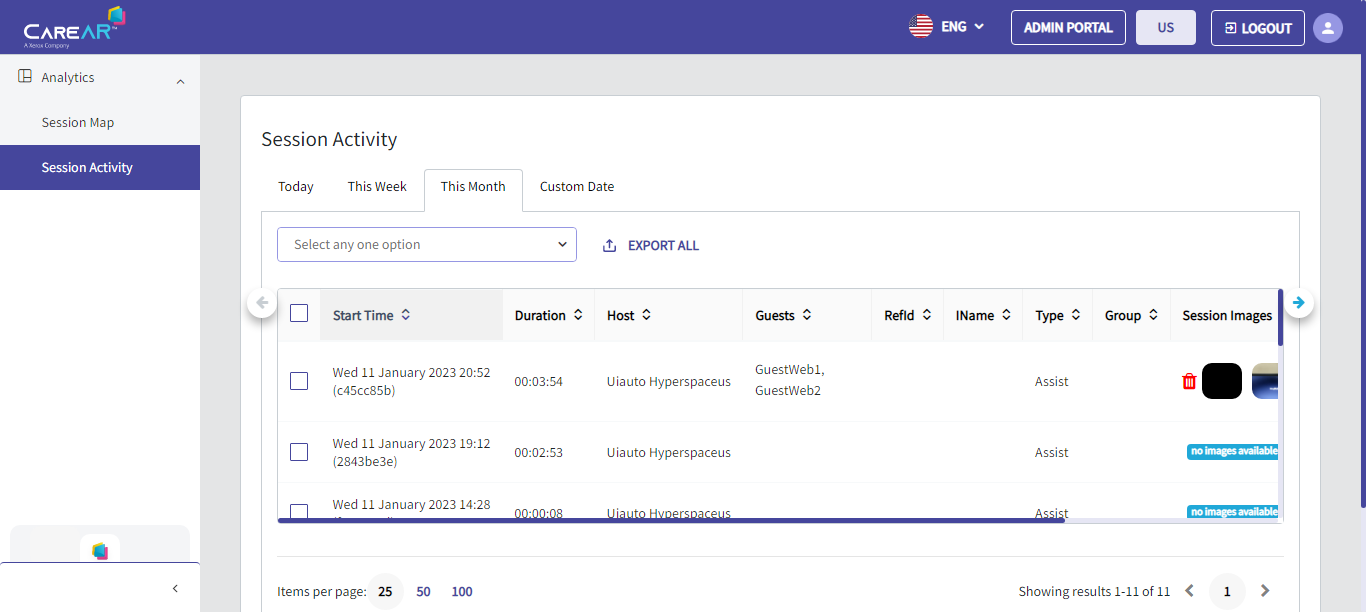 CAREAR™
A Xerox Company
ENG
ADMIN PORTAL
US
LOGOUT
Analytics
Session Map
Session Activity
Session Activity
Today This Week This Month Custom Date
Select any one option
EXPORT ALL
Start Time Duration Host Guests RefId IName Type Group Session Images
Wed 11 January 2023 20:52
(c45cc85b)
00:03:54
Uiauto Hyperspaceus
GuestWeb1,
GuestWeb2
Assist
Wed 11 January 2023 19:12
(2843be3e)
00:02:53
Uiauto Hyperspaceus
Assist
no images available
Wed 11 January 2023 14:28
00:00:08
Uiauto Hyperspaceus
Assist
no images available
Items per page: 25 50 100
Showing results 1-11 of 11
1